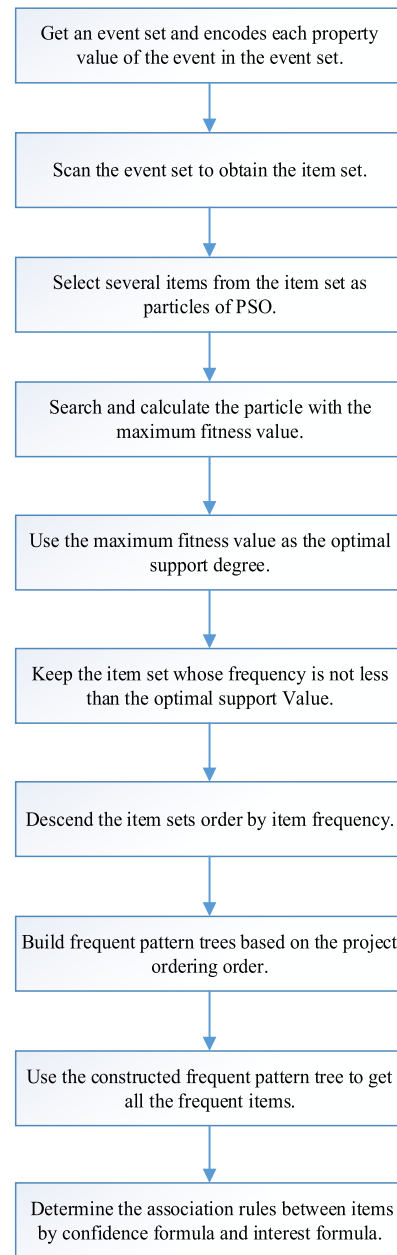 Get an event set and encodes each property
value of the event in the event set.
Scan the event set to obtain the item set.
Select several items from the item set as
particles of PSO.
Search and calculate the particle with the
maximum fitness value.
Use the maximum fitness value as the optimal
support degree.
Keep the item set whose frequency is not less
than the optimal support Value.
Descend the item sets order by item frequency.
Build frequent pattern trees based on the project
ordering order.
Use the constructed frequent pattern tree to get
all the frequent items.
Determine the association rules between items
by confidence formula and interest formula.